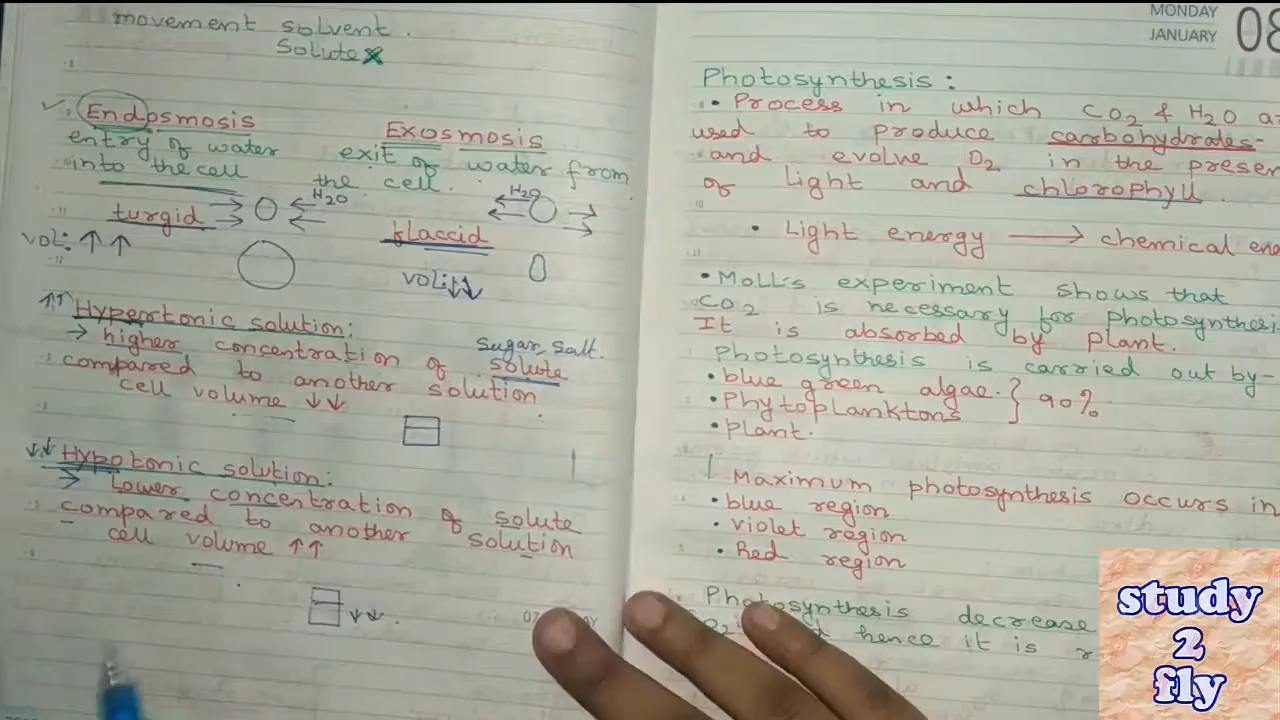 movement solvent.
solute x
Endosmosis
entry of water
into the cell
turgid
H2O
vol: ↑ ↑
Exosmosis
exit of water from
the cell.
H2O
flaccid
vol: ↓↓
↑↑ Hypertonic solution:
→ higher concentration of solute
sugar, salt.
compared to another solution
cell volume ↓↓
↓↓ Hypotonic solution:
→ Lower concentration of solute
compared to another solution
cell volume ↑↑
↓↓.
07
AY
MONDAY
JANUARY
08
Photosynthesis:
• Process in which CO2 & H2O a
used to produce carbohydrates-
and evolve O2 in the presen
of light and chlorophyll.
• Light energy → chemical ene
• Moll's experiment shows that
CO2 is necessary for photosynthesi
It is absorbed by plant.
Photosynthesis is carried out by-
• blue green algae. } 90%
• Phytoplanktons
• Plant.
Maximum photosynthesis occurs in
• blue region
• violet region
• Red region
Photosynthesis decrease
hence it is r
study
2
fly